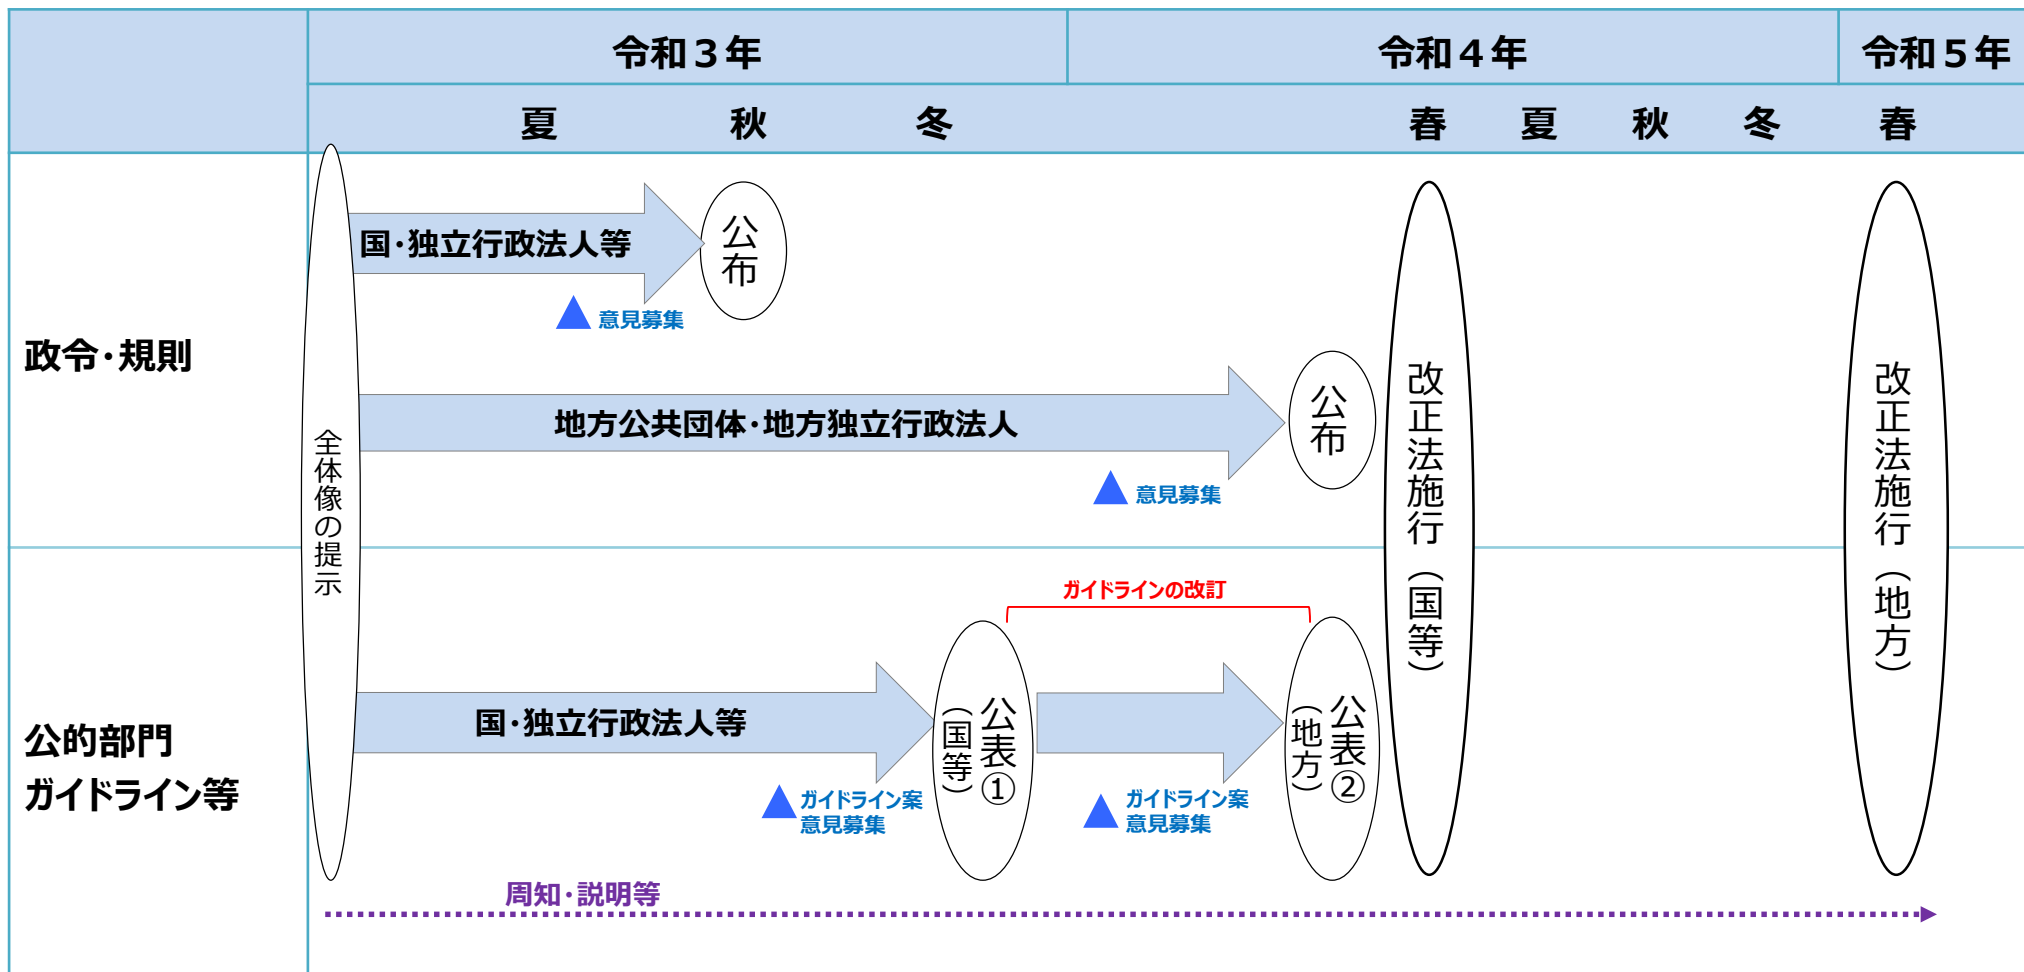 令和３年
令和４年
令和５年
夏 秋 冬 春 夏 秋 冬 春
政令・規則
全体像の提示
国・独立行政法人等
公布
意見募集
地方公共団体・地方独立行政法人
公布
意見募集
改正法施行（国等）
改正法施行（地方）
公的部門
ガイドライン等
ガイドラインの改訂
国・独立行政法人等
公表①
（国等）
公表②
（地方）
ガイドライン案
意見募集
ガイドライン案
意見募集
周知・説明等